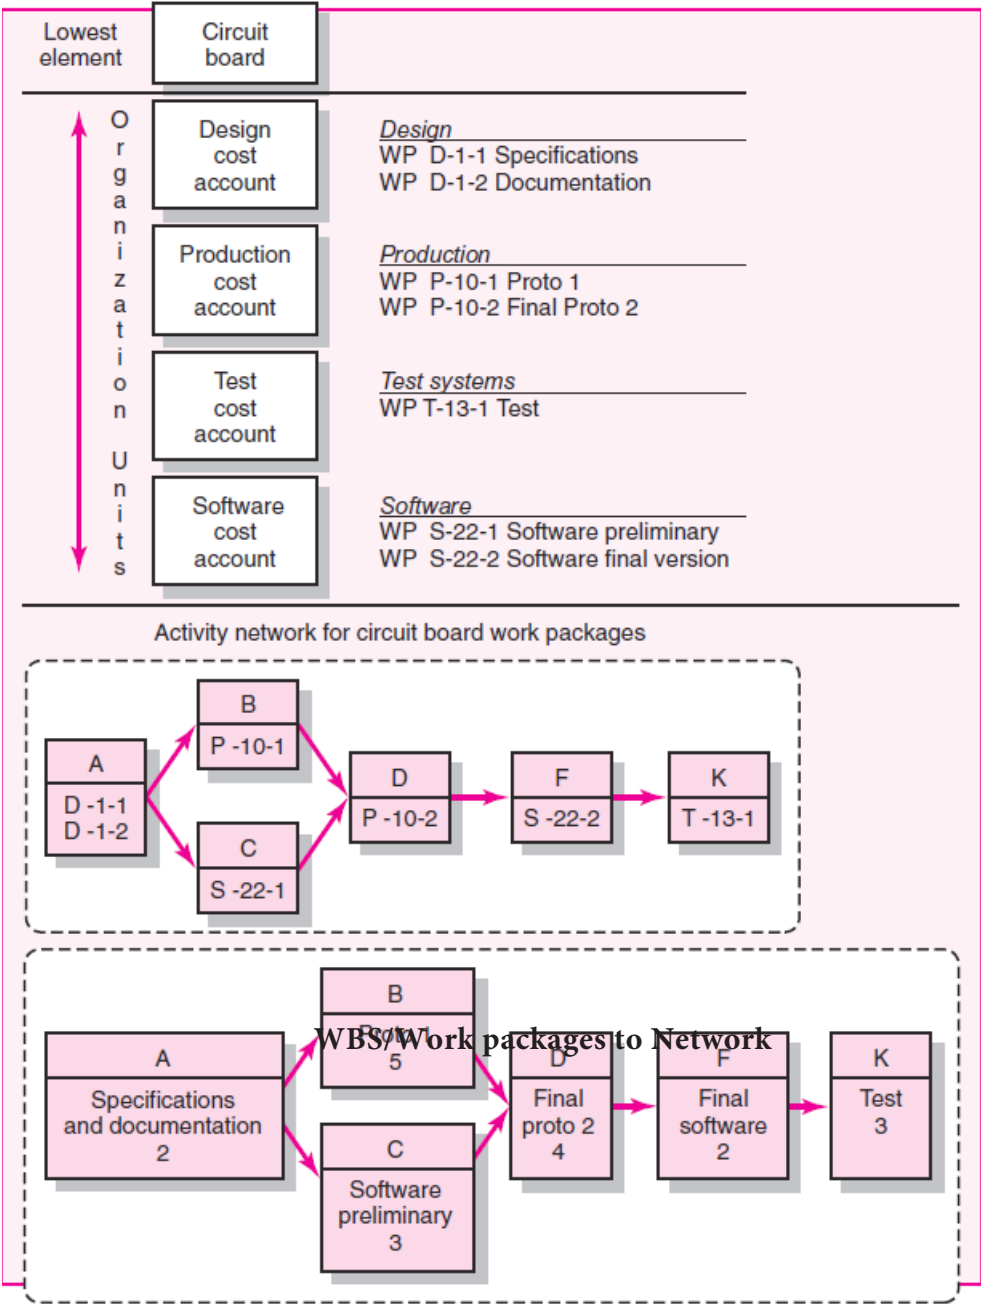 Lowest
element
Circuit
board
Organization Units
Design
cost
account
Design
WP D-1-1 Specifications
WP D-1-2 Documentation
Production
cost
account
Production
WP P-10-1 Proto 1
WP P-10-2 Final Proto 2
Test
cost
account
Test systems
WP T-13-1 Test
Software
cost
account
Software
WP S-22-1 Software preliminary
WP S-22-2 Software final version
Activity network for circuit board work packages
A
D -1-1
D -1-2
B
P -10-1
C
S -22-1
D
P -10-2
F
S -22-2
K
T -13-1
WBS/Work packages to Network
A
Specifications
and documentation
2
B
Proto 1
5
C
Software
preliminary
3
D
Final
proto 2
4
F
Final
software
2
K
Test
3